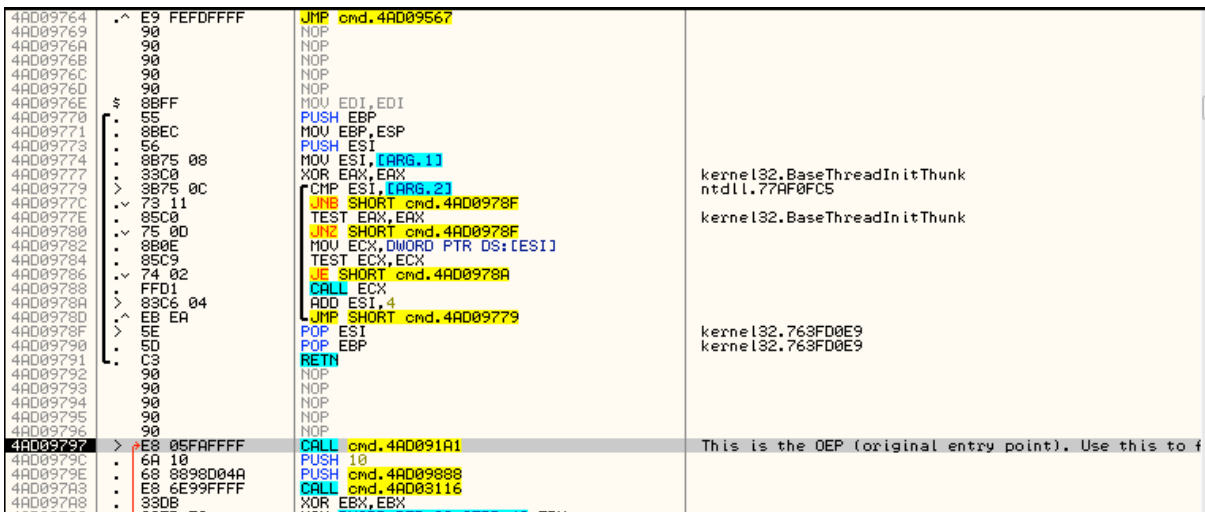 4AD09764 .^ E9 FEFDFFFF JMP cmd.4AD09567
4AD09769 90 NOP
4AD0976A 90 NOP
4AD0976B 90 NOP
4AD0976C 90 NOP
4AD0976D 90 NOP
4AD0976E $ 8BFF MOV EDI,EDI
4AD09770 . 55 PUSH EBP
4AD09771 . 8BEC MOV EBP,ESP
4AD09773 . 56 PUSH ESI
4AD09774 . 8B75 08 MOV ESI,[ARG.1]
4AD09777 . 33C0 XOR EAX,EAX kernel32.BaseThreadInitThunk
4AD09779 > 3B75 0C CMP ESI,[ARG.2] ntdll.77AF0FC5
4AD0977C .v 73 11 JNB SHORT cmd.4AD0978F
4AD0977E . 85C0 TEST EAX,EAX kernel32.BaseThreadInitThunk
4AD09780 .v 75 0D JNZ SHORT cmd.4AD0978F
4AD09782 . 8B0E MOV ECX,DWORD PTR DS:[ESI]
4AD09784 . 85C9 TEST ECX,ECX
4AD09786 .v 74 02 JE SHORT cmd.4AD0978A
4AD09788 . FFD1 CALL ECX
4AD0978A > 83C6 04 ADD ESI,4
4AD0978D .^ EB EA JMP SHORT cmd.4AD09779
4AD0978F > 5E POP ESI kernel32.763FD0E9
4AD09790 . 5D POP EBP kernel32.763FD0E9
4AD09791 . C3 RETN
4AD09792 90 NOP
4AD09793 90 NOP
4AD09794 90 NOP
4AD09795 90 NOP
4AD09796 90 NOP
4AD09797 > E8 05FAFFFF CALL cmd.4AD091A1 This is the OEP (original entry point). Use this to f
4AD0979C . 6A 10 PUSH 10
4AD0979E . 68 8898D04A PUSH cmd.4AD09888
4AD097A3 . E8 6E99FFFF CALL cmd.4AD03116
4AD097A8 . 33DB XOR EBX,EBX